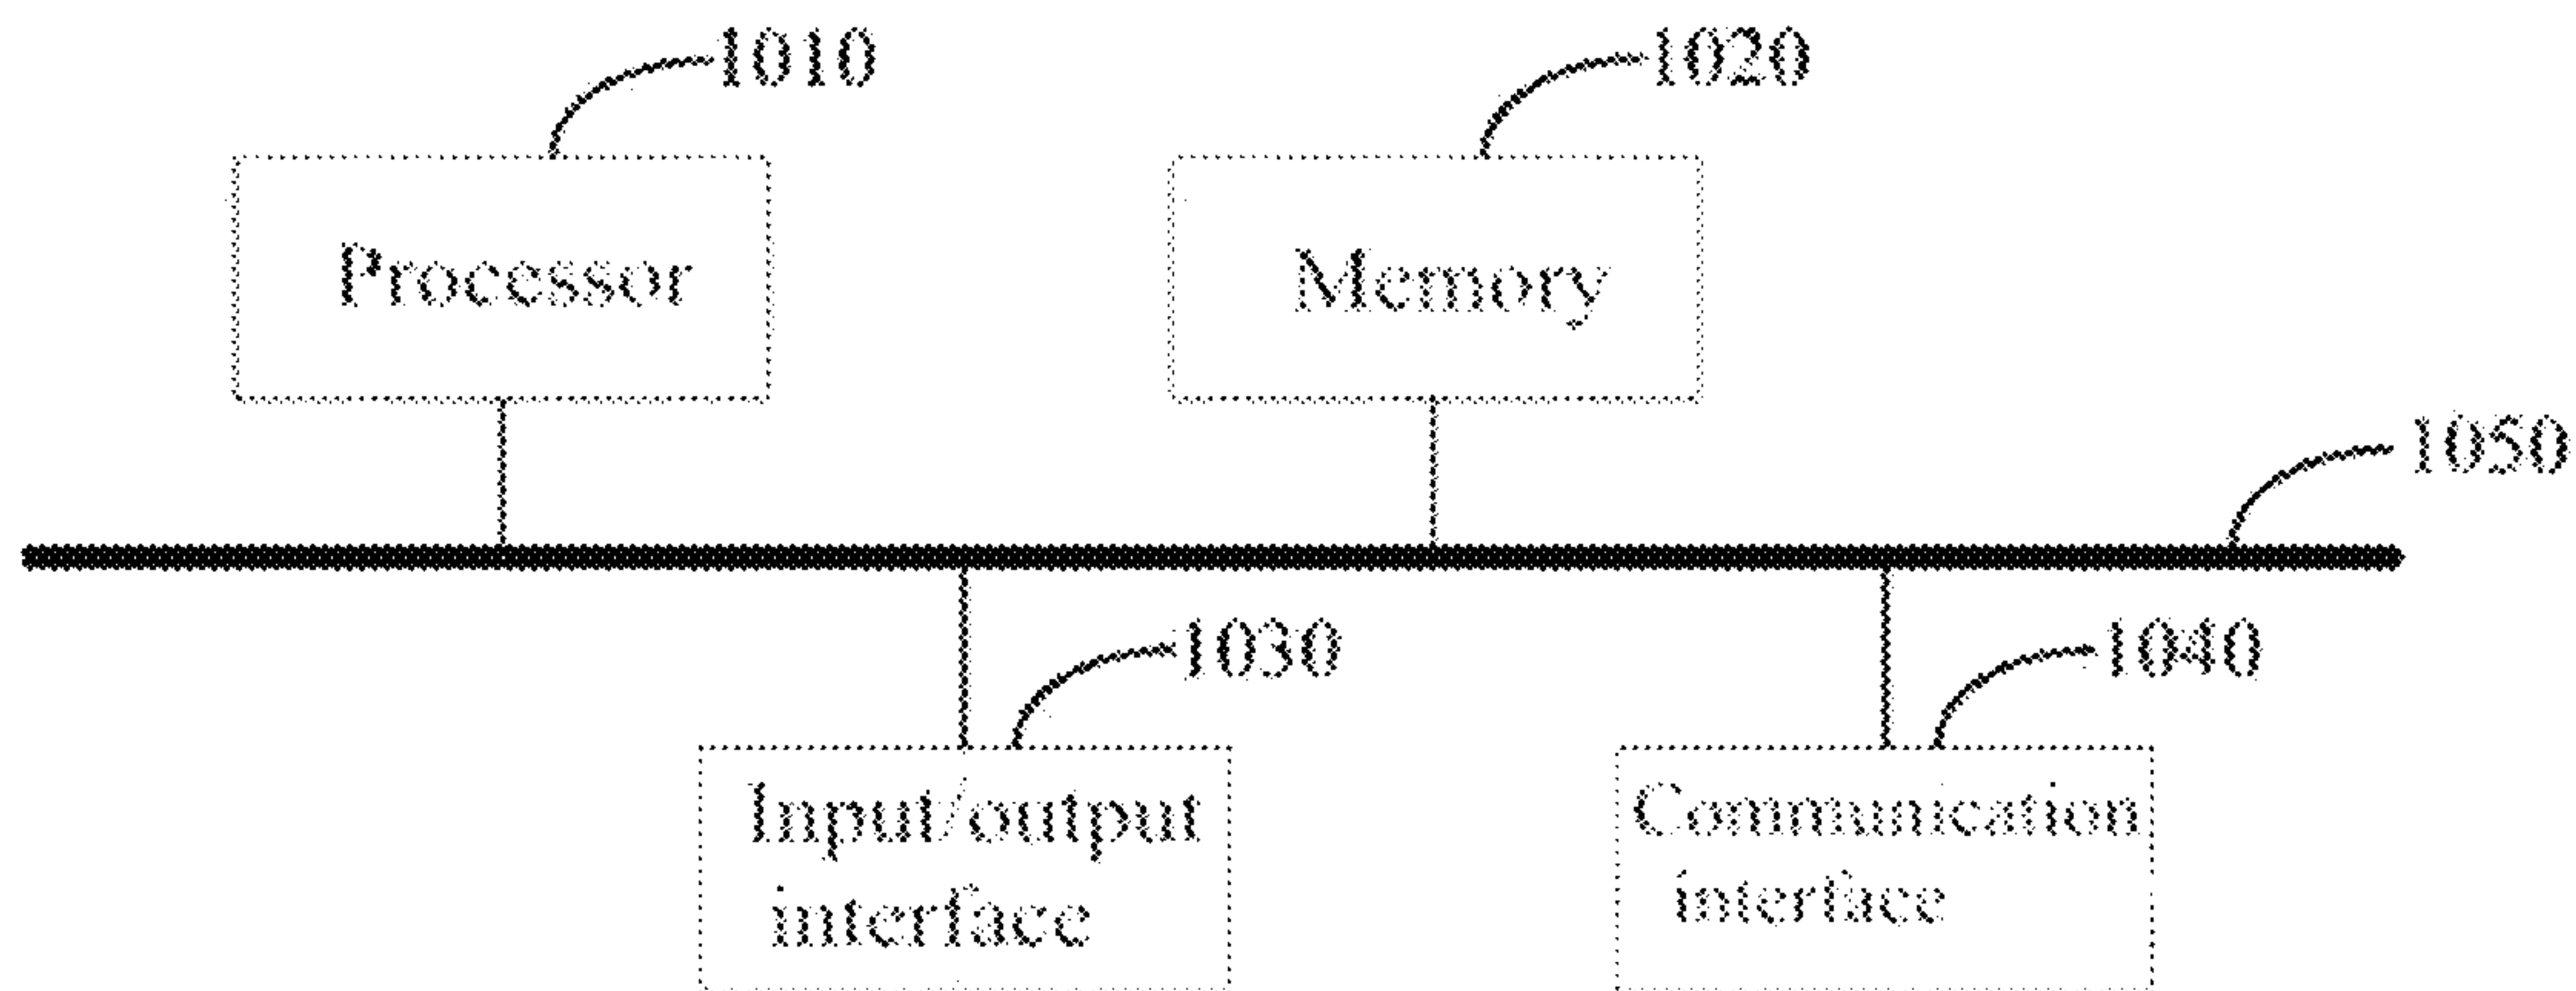 1010
1020
Processor
Memory
1050
1030
1040
Input/output
interface
Communication
interface